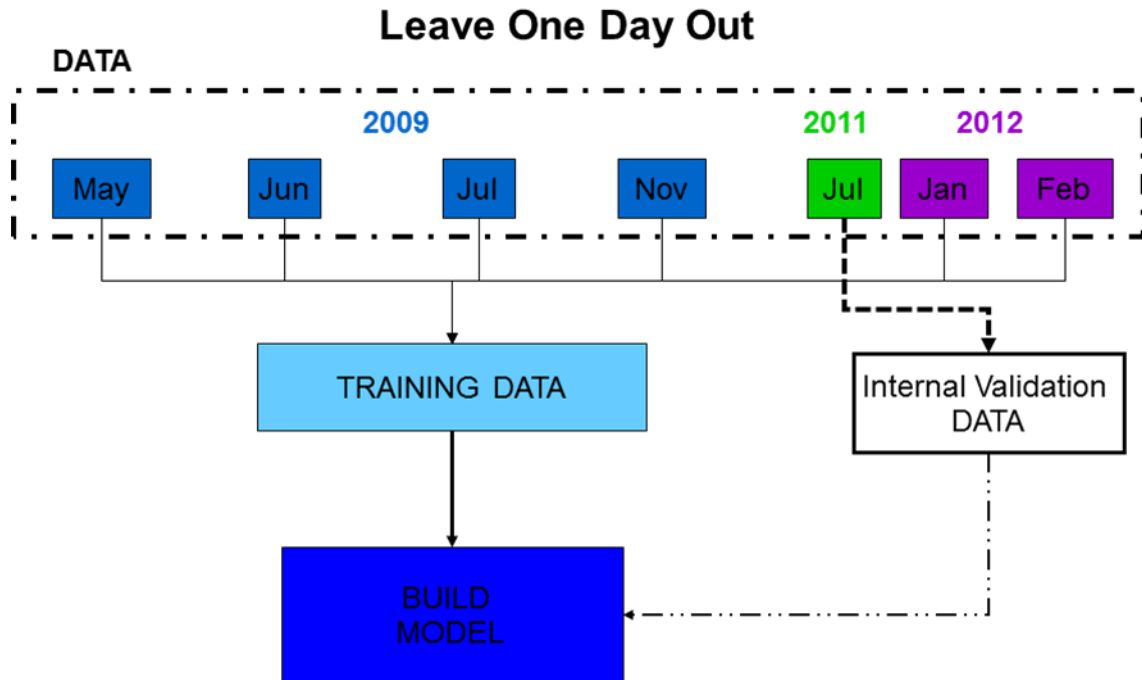 Leave One Day Out
DATA
2009 2011 2012
May Jun Jul Nov Jul Jan Feb
TRAINING DATA
Internal Validation
DATA
BUILD
MODEL